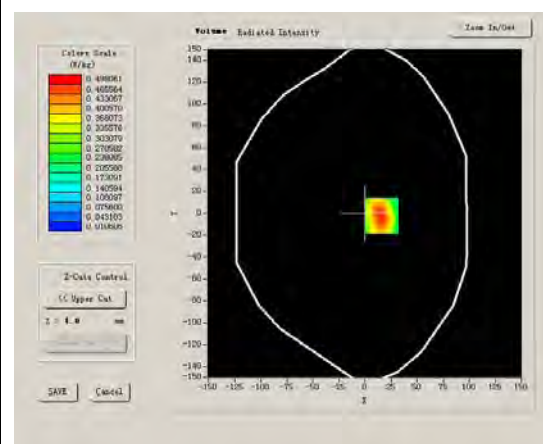 Volume Radiated Intensity
Zoom In/Out
Colors Scale
(W/kg)
0.498061
0.465564
0.433067
0.400570
0.368073
0.335576
0.303079
0.270582
0.238085
0.205588
0.173091
0.140594
0.108097
0.075600
0.043103
0.010606
Z-Cuts Control
<< Upper Cut
Z = 4.0 mm
SAVE
Cancel
150
140
120
100
80
60
40
20
0
-20
-40
-60
-80
-100
-120
-140
-150
Y
-150 -125 -100 -75 -50 -25 0 25 50 75 100 125 150
X